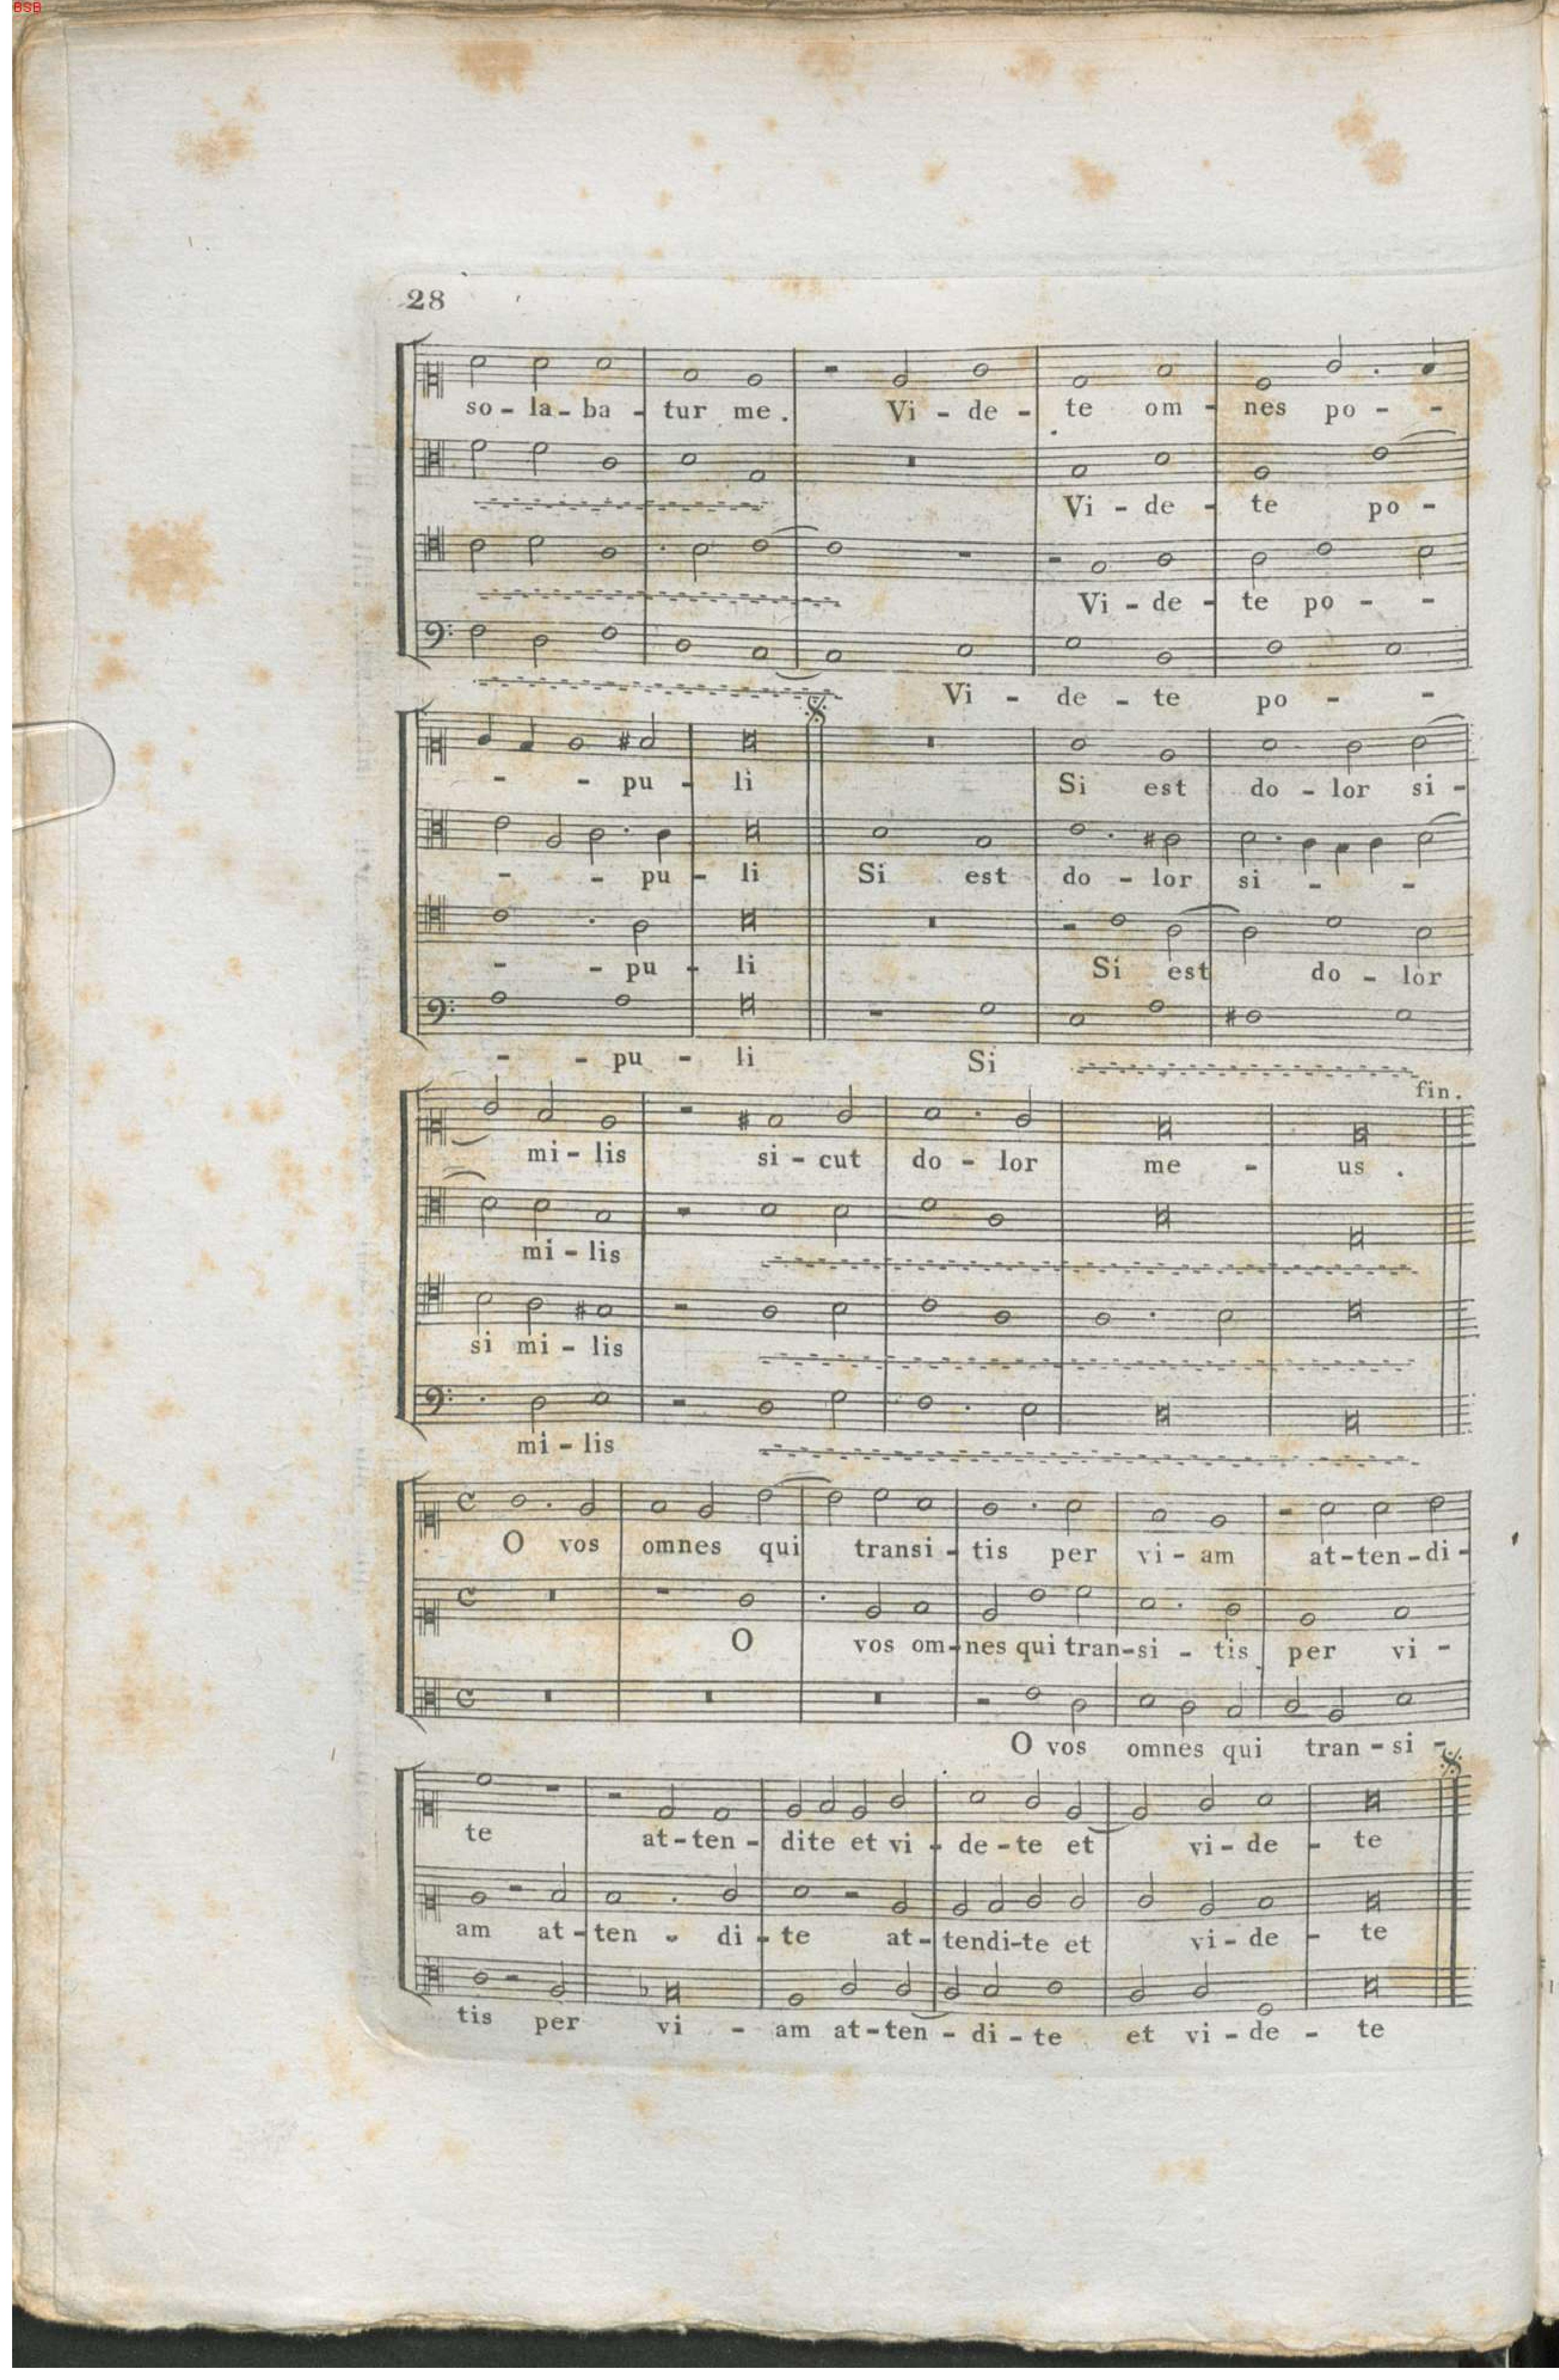 BSB
28
so - la - ba - tur me . Vi - de - te om - nes po - -
Vi - de - te po -
Vi - de - te po - -
Vi - de - te po - -
- - pu - li Si est do - lor si -
- - pu - li Si est do - lor si - -
- - pu - li Si est do - lor
- - pu - li Si
fin.
mi - lis si - cut do - lor me - us .
mi - lis
si mi - lis
mi - lis
O vos omnes qui transi - tis per vi - am at - ten - di -
O vos om - nes qui tran - si - tis per vi -
O vos omnes qui tran - si -
te at - ten - dite et vi - de - te et vi - de - te
am at - ten - di - te at - tendi - te et vi - de - te
tis per vi - am at - ten - di - te et vi - de - te